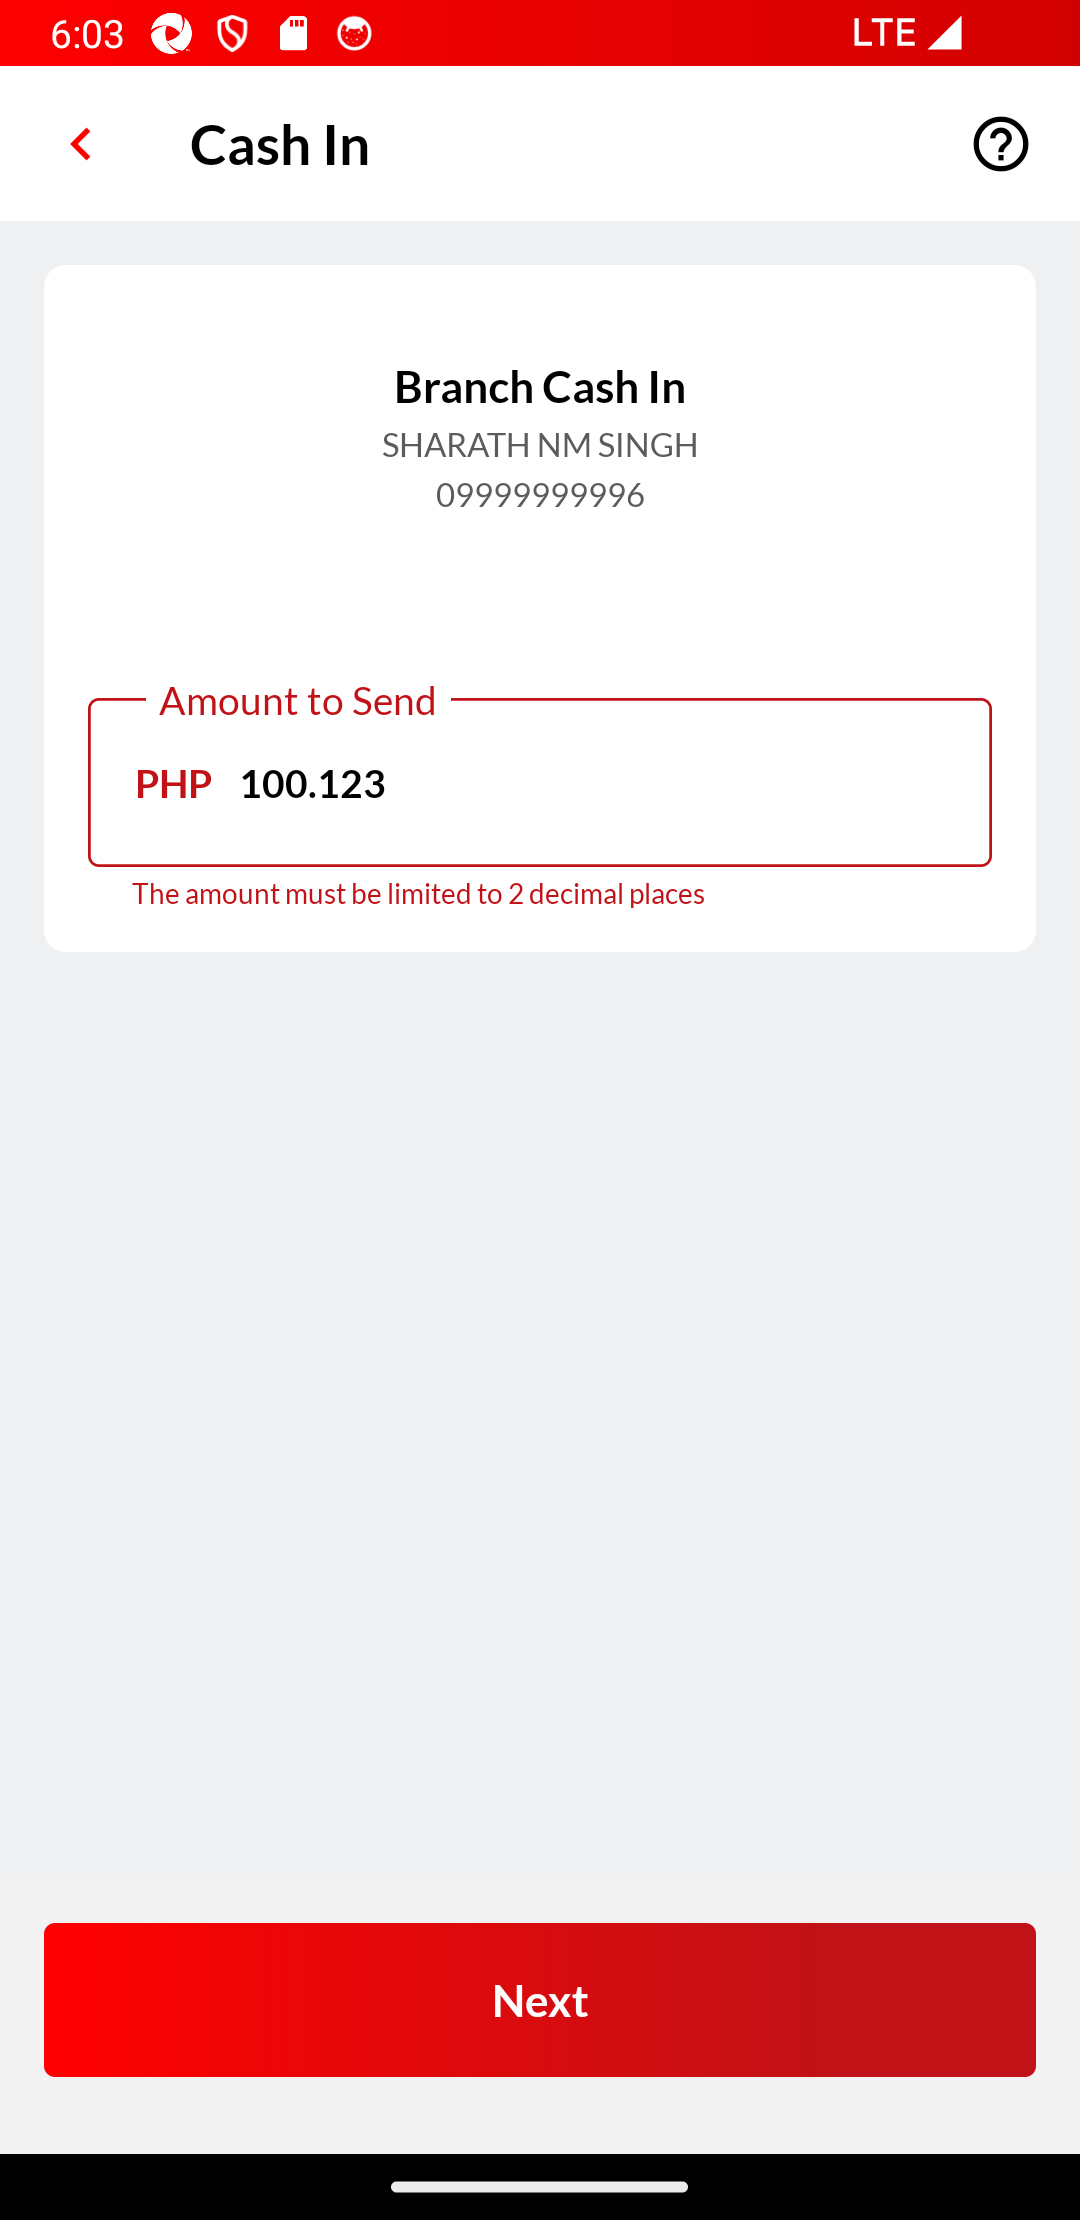 6:03
LTE
Cash In
Branch Cash In
SHARATH NM SINGH
09999999996
Amount to Send
PHP 100.123
The amount must be limited to 2 decimal places
Next